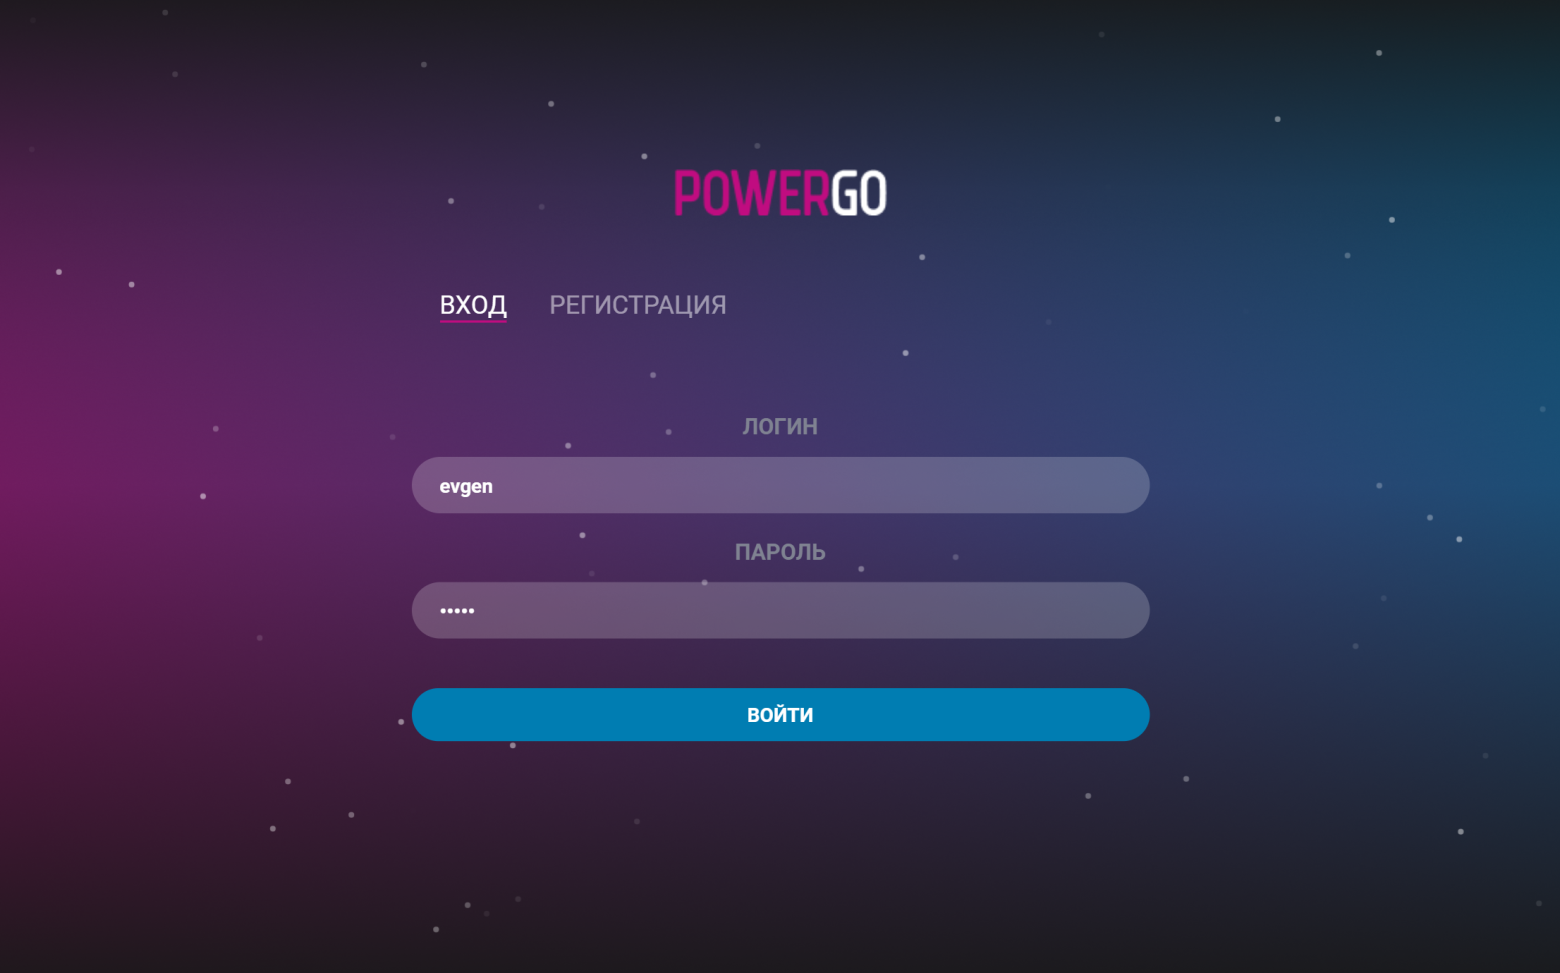 POWERGO
ВХОД РЕГИСТРАЦИЯ
ЛОГИН
evgen
ПАРОЛЬ
•••••
ВОЙТИ